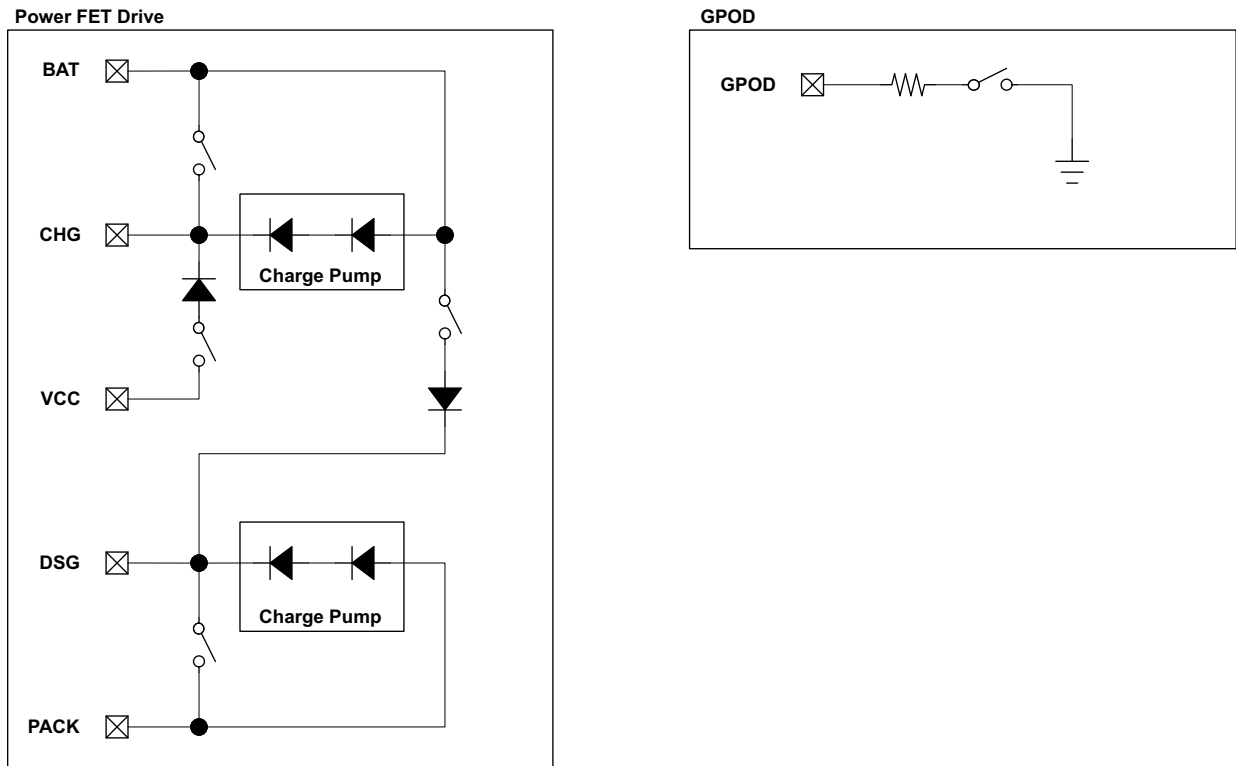 Power FET Drive
BAT
CHG
Charge Pump
VCC
DSG
Charge Pump
PACK
GPOD
GPOD